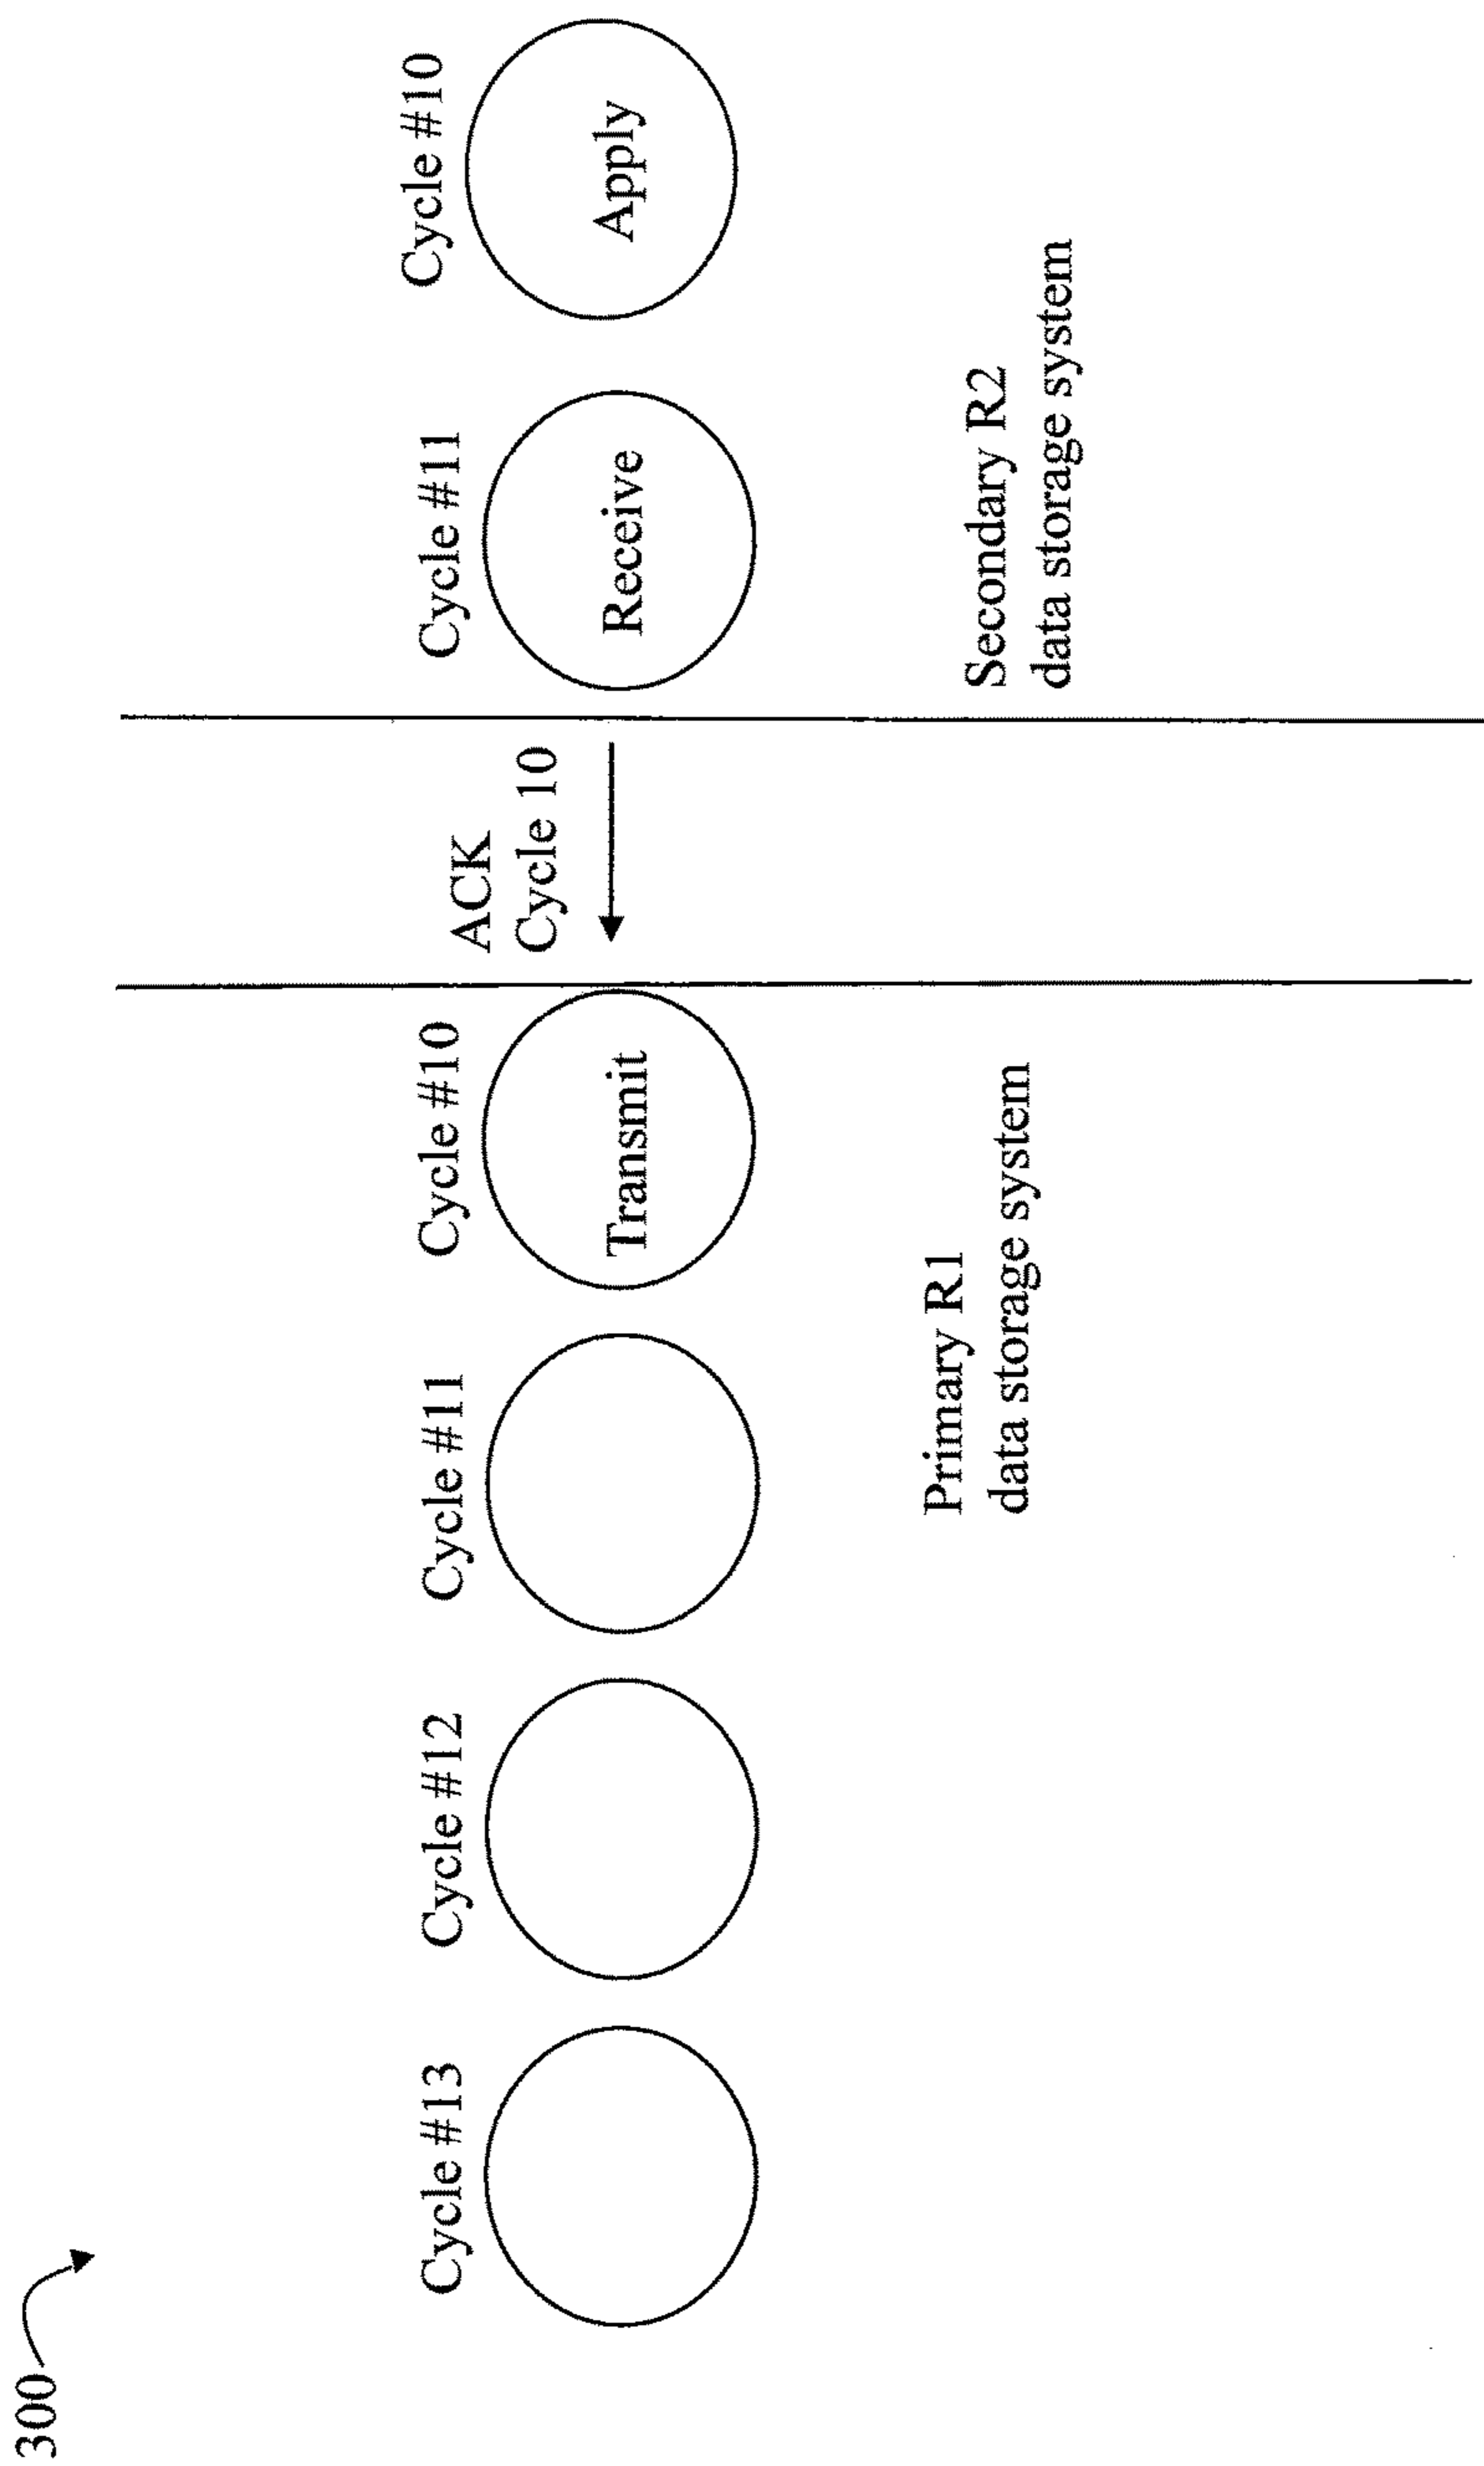 300
Cycle #13
Cycle #12
Cycle #11
Cycle #10
Transmit
ACK
Cycle 10
Cycle #11
Receive
Cycle #10
Apply
Primary R1
data storage system
Secondary R2
data storage system